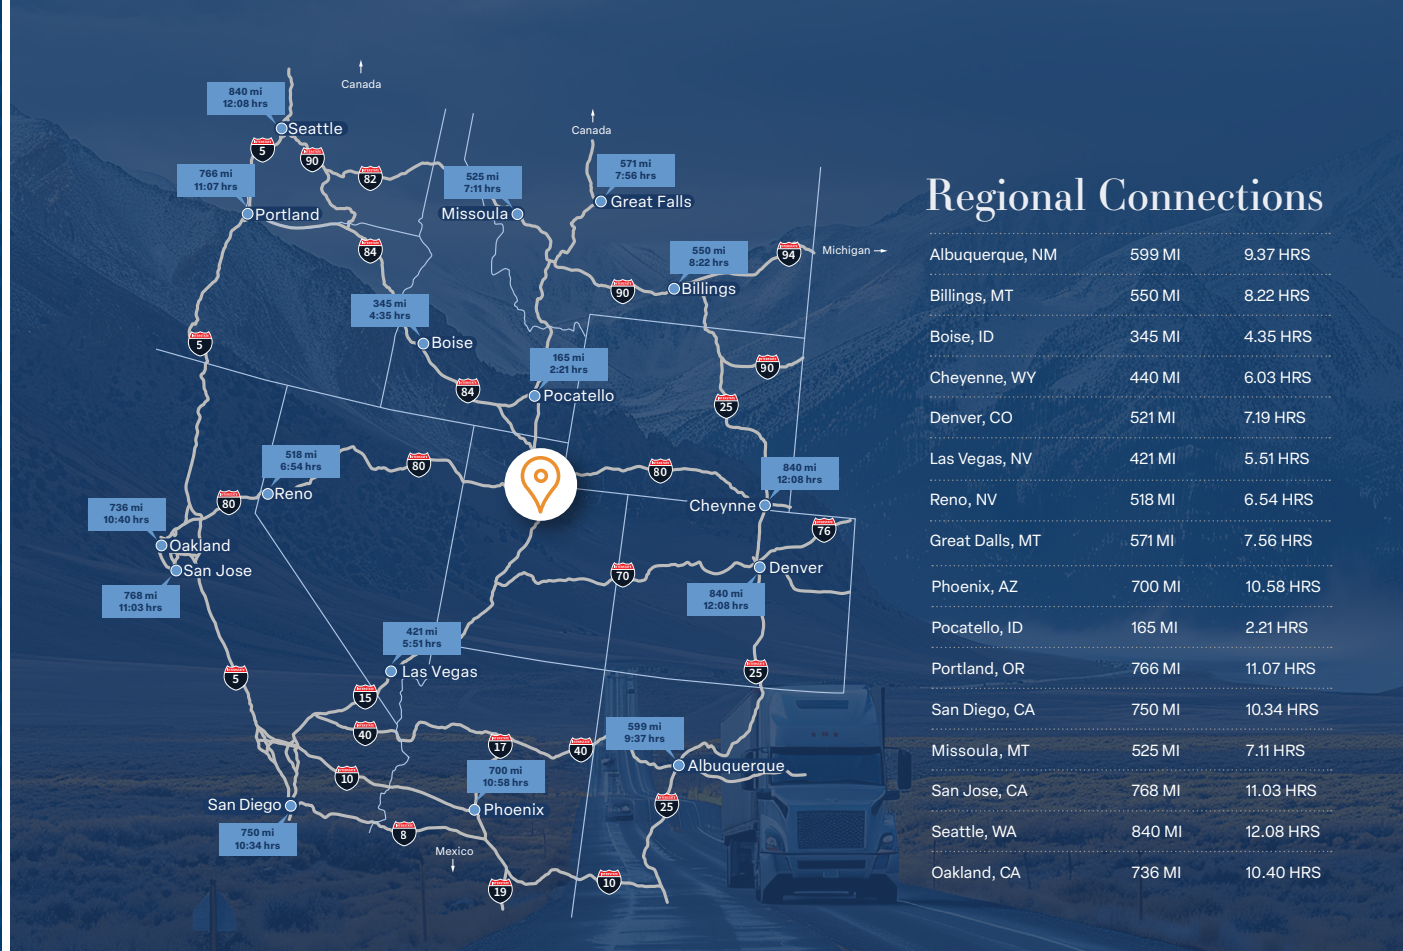 Canada
840 mi
12:08 hrs
Seattle
5
90
82
766 mi
11:07 hrs
Portland
84
525 mi
7:11 hrs
Missoula
Canada
571 mi
7:56 hrs
Great Falls
550 mi
8:22 hrs
Billings
94
Michigan
90
345 mi
4:35 hrs
Boise
5
84
165 mi
2:21 hrs
Pocatello
90
25
518 mi
6:54 hrs
Reno
80
80
80
840 mi
12:08 hrs
Cheynne
736 mi
10:40 hrs
Oakland
San Jose
768 mi
11:03 hrs
76
70
Denver
840 mi
12:08 hrs
421 mi
5:51 hrs
Las Vegas
5
15
25
40
17
40
599 mi
9:37 hrs
Albuquerque
10
700 mi
10:58 hrs
Phoenix
San Diego
750 mi
10:34 hrs
8
25
Mexico
19
10
Regional Connections
Albuquerque, NM 599 MI 9.37 HRS
Billings, MT 550 MI 8.22 HRS
Boise, ID 345 MI 4.35 HRS
Cheyenne, WY 440 MI 6.03 HRS
Denver, CO 521 MI 7.19 HRS
Las Vegas, NV 421 MI 5.51 HRS
Reno, NV 518 MI 6.54 HRS
Great Dalls, MT 571 MI 7.56 HRS
Phoenix, AZ 700 MI 10.58 HRS
Pocatello, ID 165 MI 2.21 HRS
Portland, OR 766 MI 11.07 HRS
San Diego, CA 750 MI 10.34 HRS
Missoula, MT 525 MI 7.11 HRS
San Jose, CA 768 MI 11.03 HRS
Seattle, WA 840 MI 12.08 HRS
Oakland, CA 736 MI 10.40 HRS